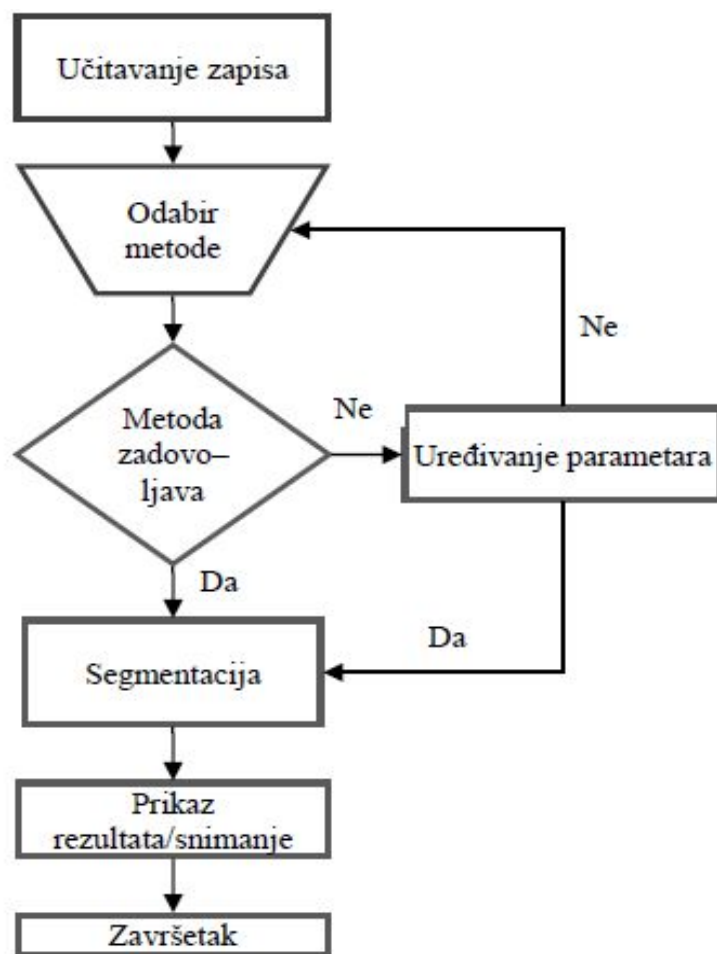 Učitavanje zapisa
Odabir
metode
Ne
Metoda
zadovo–
ljava
Ne
Uređivanje parametara
Da
Da
Segmentacija
Prikaz
rezultata/snimanje
Završetak